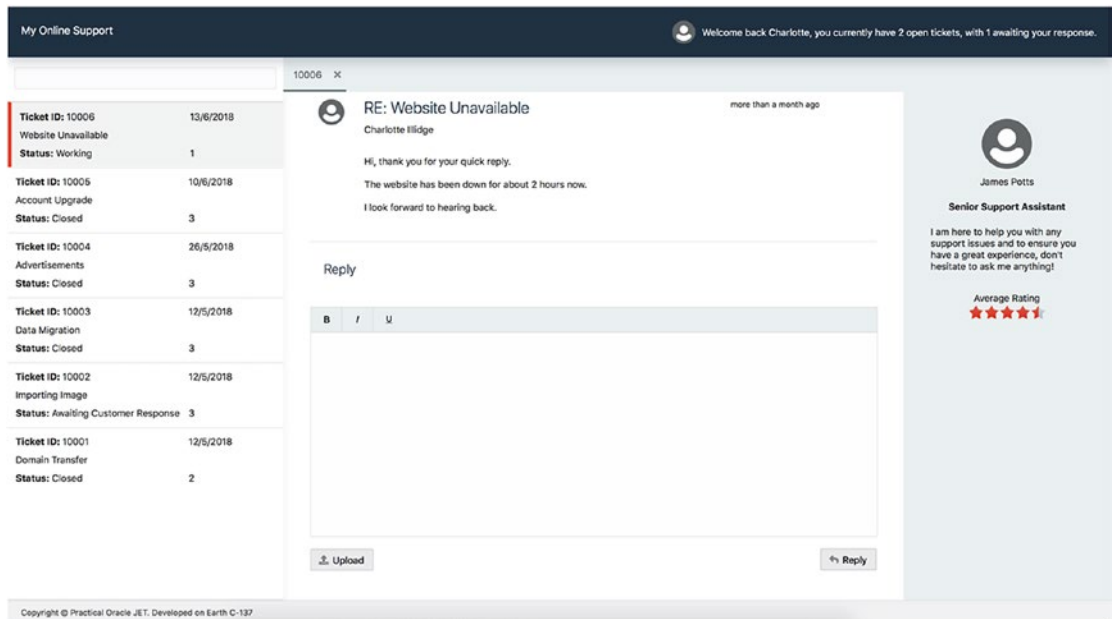 My Online Support
Welcome back Charlotte, you currently have 2 open tickets, with 1 awaiting your response.
Ticket ID: 10006 13/6/2018
Website Unavailable
Status: Working 1
Ticket ID: 10005 10/6/2018
Account Upgrade
Status: Closed 3
Ticket ID: 10004 26/5/2018
Advertisements
Status: Closed 3
Ticket ID: 10003 12/5/2018
Data Migration
Status: Closed 3
Ticket ID: 10002 12/5/2018
Importing Image
Status: Awaiting Customer Response 3
Ticket ID: 10001 12/5/2018
Domain Transfer
Status: Closed 2
10006 ×
RE: Website Unavailable more than a month ago
Charlotte Illidge
Hi, thank you for your quick reply.
The website has been down for about 2 hours now.
I look forward to hearing back.
Reply
B I U
Upload Reply
James Potts
Senior Support Assistant
I am here to help you with any
support issues and to ensure you
have a great experience, don't
hesitate to ask me anything!
Average Rating
Copyright © Practical Oracle JET. Developed on Earth C-137